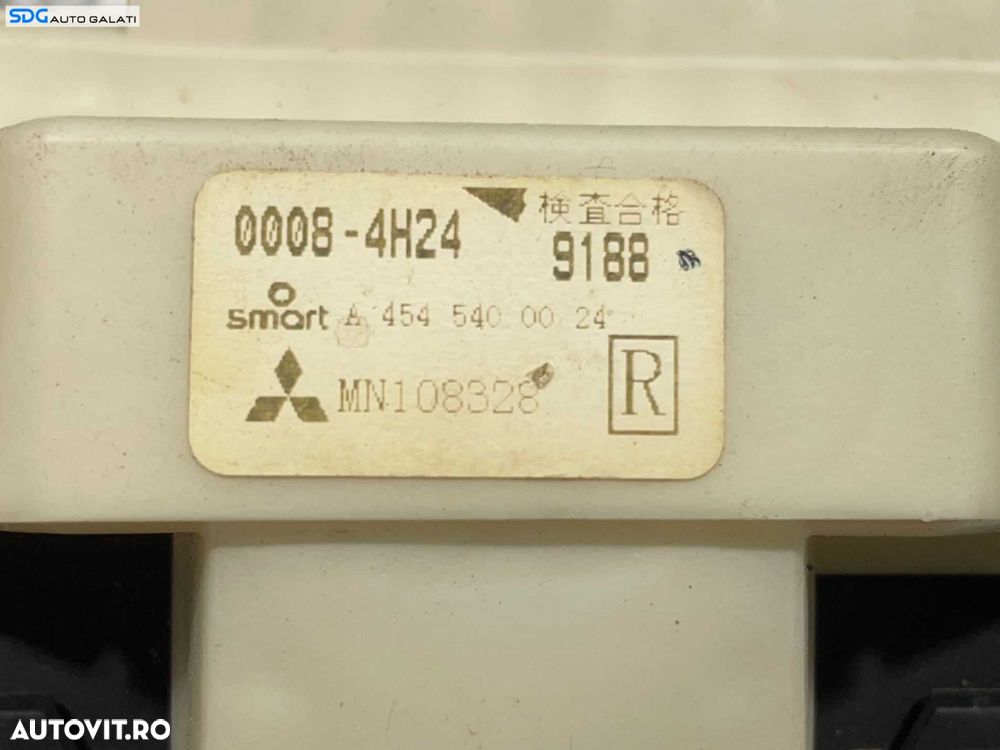 SDG AUTO GALATI
0008-4H24
検査合格
9188
smart A 454 540 00 24
MN108328
R
AUTOVIT.RO